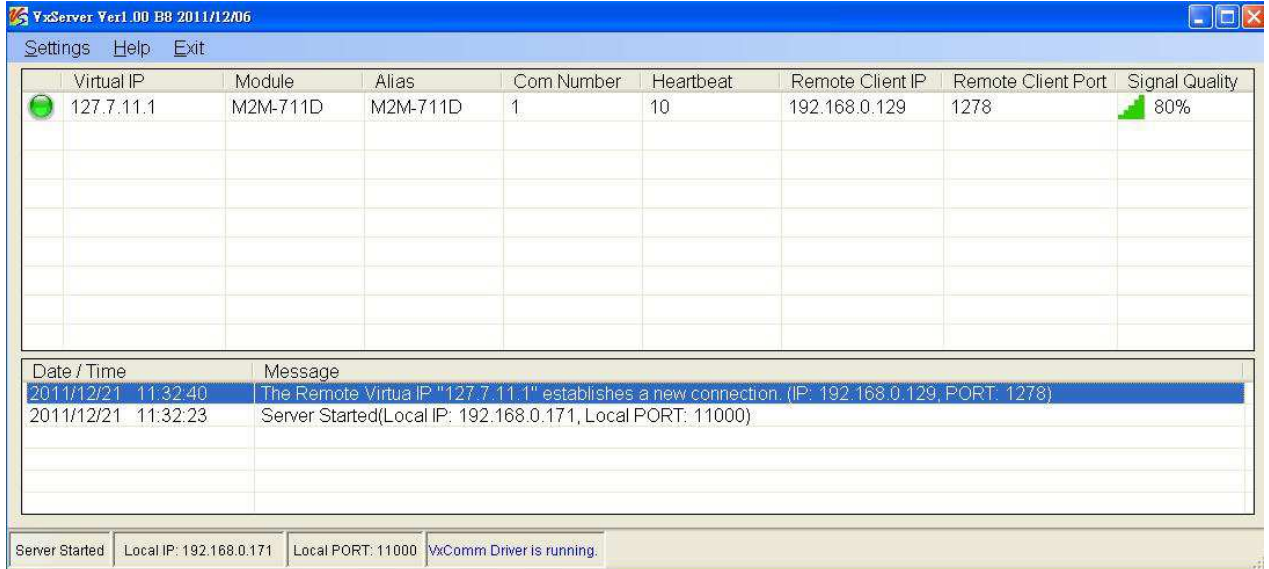 VxServer Ver1.00 B8 2011/12/06
Settings Help Exit
Virtual IP Module Alias Com Number Heartbeat Remote Client IP Remote Client Port Signal Quality
127.7.11.1 M2M-711D M2M-711D 1 10 192.168.0.129 1278 80%
Date / Time Message
2011/12/21 11:32:40 The Remote Virtua IP "127.7.11.1" establishes a new connection. (IP: 192.168.0.129, PORT: 1278)
2011/12/21 11:32:23 Server Started(Local IP: 192.168.0.171, Local PORT: 11000)
Server Started Local IP: 192.168.0.171 Local PORT: 11000 VxComm Driver is running.